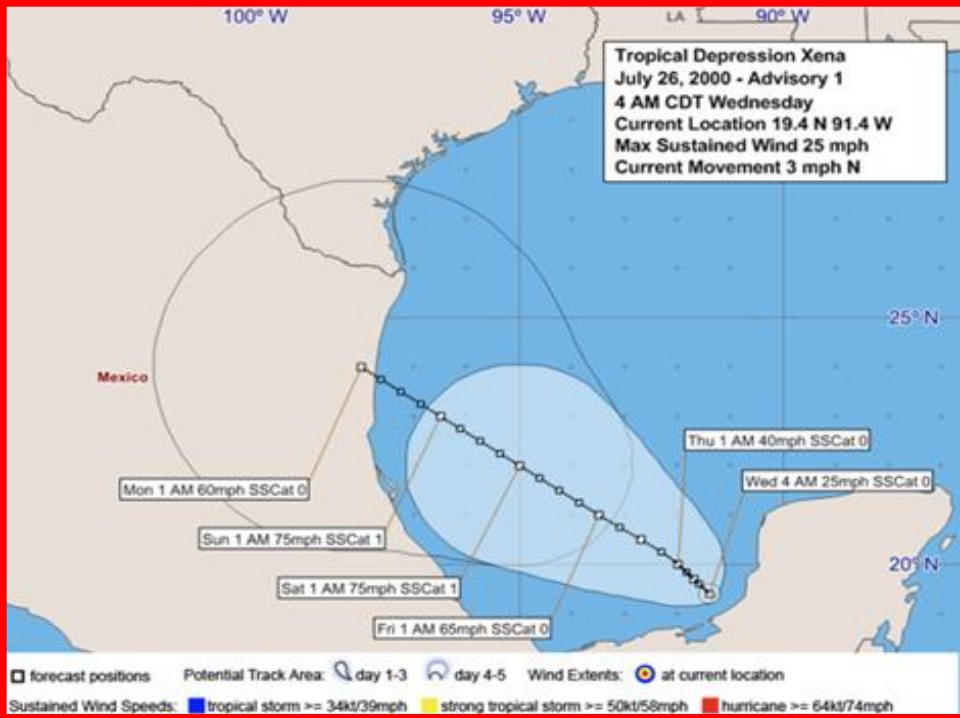 100° W
95° W
LA
90° W
Tropical Depression Xena
July 26, 2000 - Advisory 1
4 AM CDT Wednesday
Current Location 19.4 N 91.4 W
Max Sustained Wind 25 mph
Current Movement 3 mph N
25° N
Mexico
Thu 1 AM 40mph SSCat 0
Mon 1 AM 60mph SSCat 0
Wed 4 AM 25mph SSCat 0
Sun 1 AM 75mph SSCat 1
20° N
Sat 1 AM 75mph SSCat 1
Fri 1 AM 65mph SSCat 0
forecast positions Potential Track Area: day 1-3 day 4-5 Wind Extents: at current location
Sustained Wind Speeds: tropical storm >= 34kt/39mph strong tropical storm >= 50kt/58mph hurricane >= 64kt/74mph